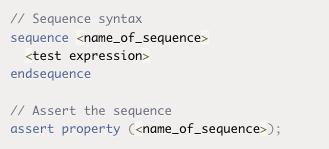 // Sequence syntax
sequence <name_of_sequence>
  <test expression>
endsequence

// Assert the sequence
assert property (<name_of_sequence>);